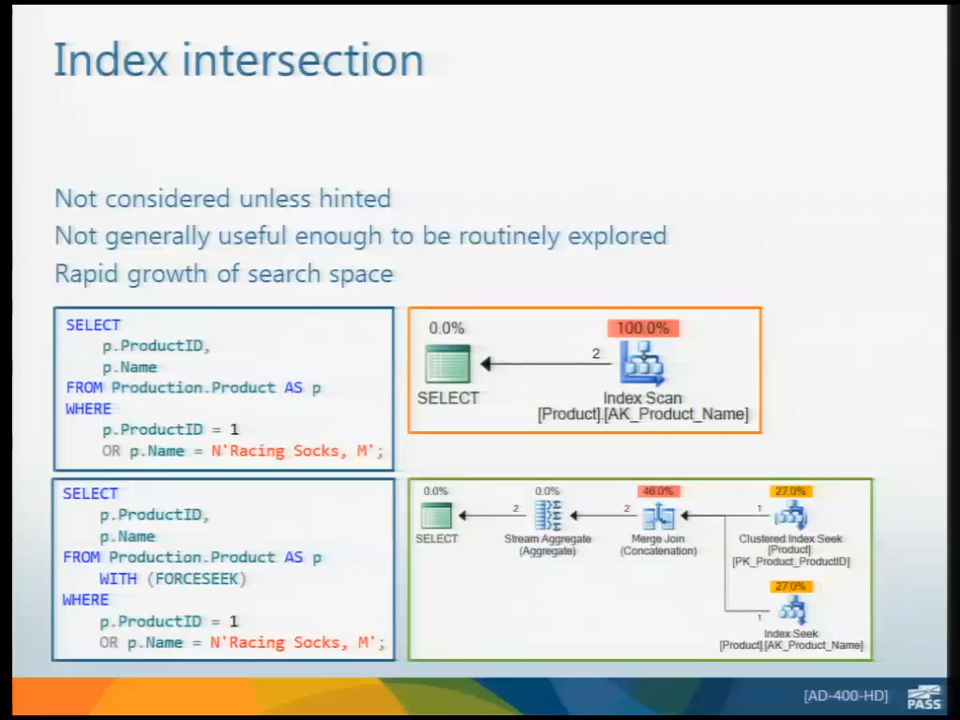 Index intersection
Not considered unless hinted
Not generally useful enough to be routinely explored
Rapid growth of search space
SELECT
p.ProductID,
p.Name
FROM Production.Product AS p
WHERE
p.ProductID = 1
OR p.Name = N'Racing Socks, M';
0.0%
100.0%
2
SELECT
Index Scan
[Product].[AK_Product_Name]
SELECT
p.ProductID,
p.Name
FROM Production.Product AS p
WITH (FORCESEEK)
WHERE
p.ProductID = 1
OR p.Name = N'Racing Socks, M';
0.0%
0.0%
46.0%
27.0%
2
2
1
SELECT
Stream Aggregate
(Aggregate)
Merge Join
(Concatenation)
Clustered Index Seek
[Product].
[PK_Product_ProductID]
27.0%
1
Index Seek
[Product].[AK_Product_Name]
[AD-400-HD]
PASS